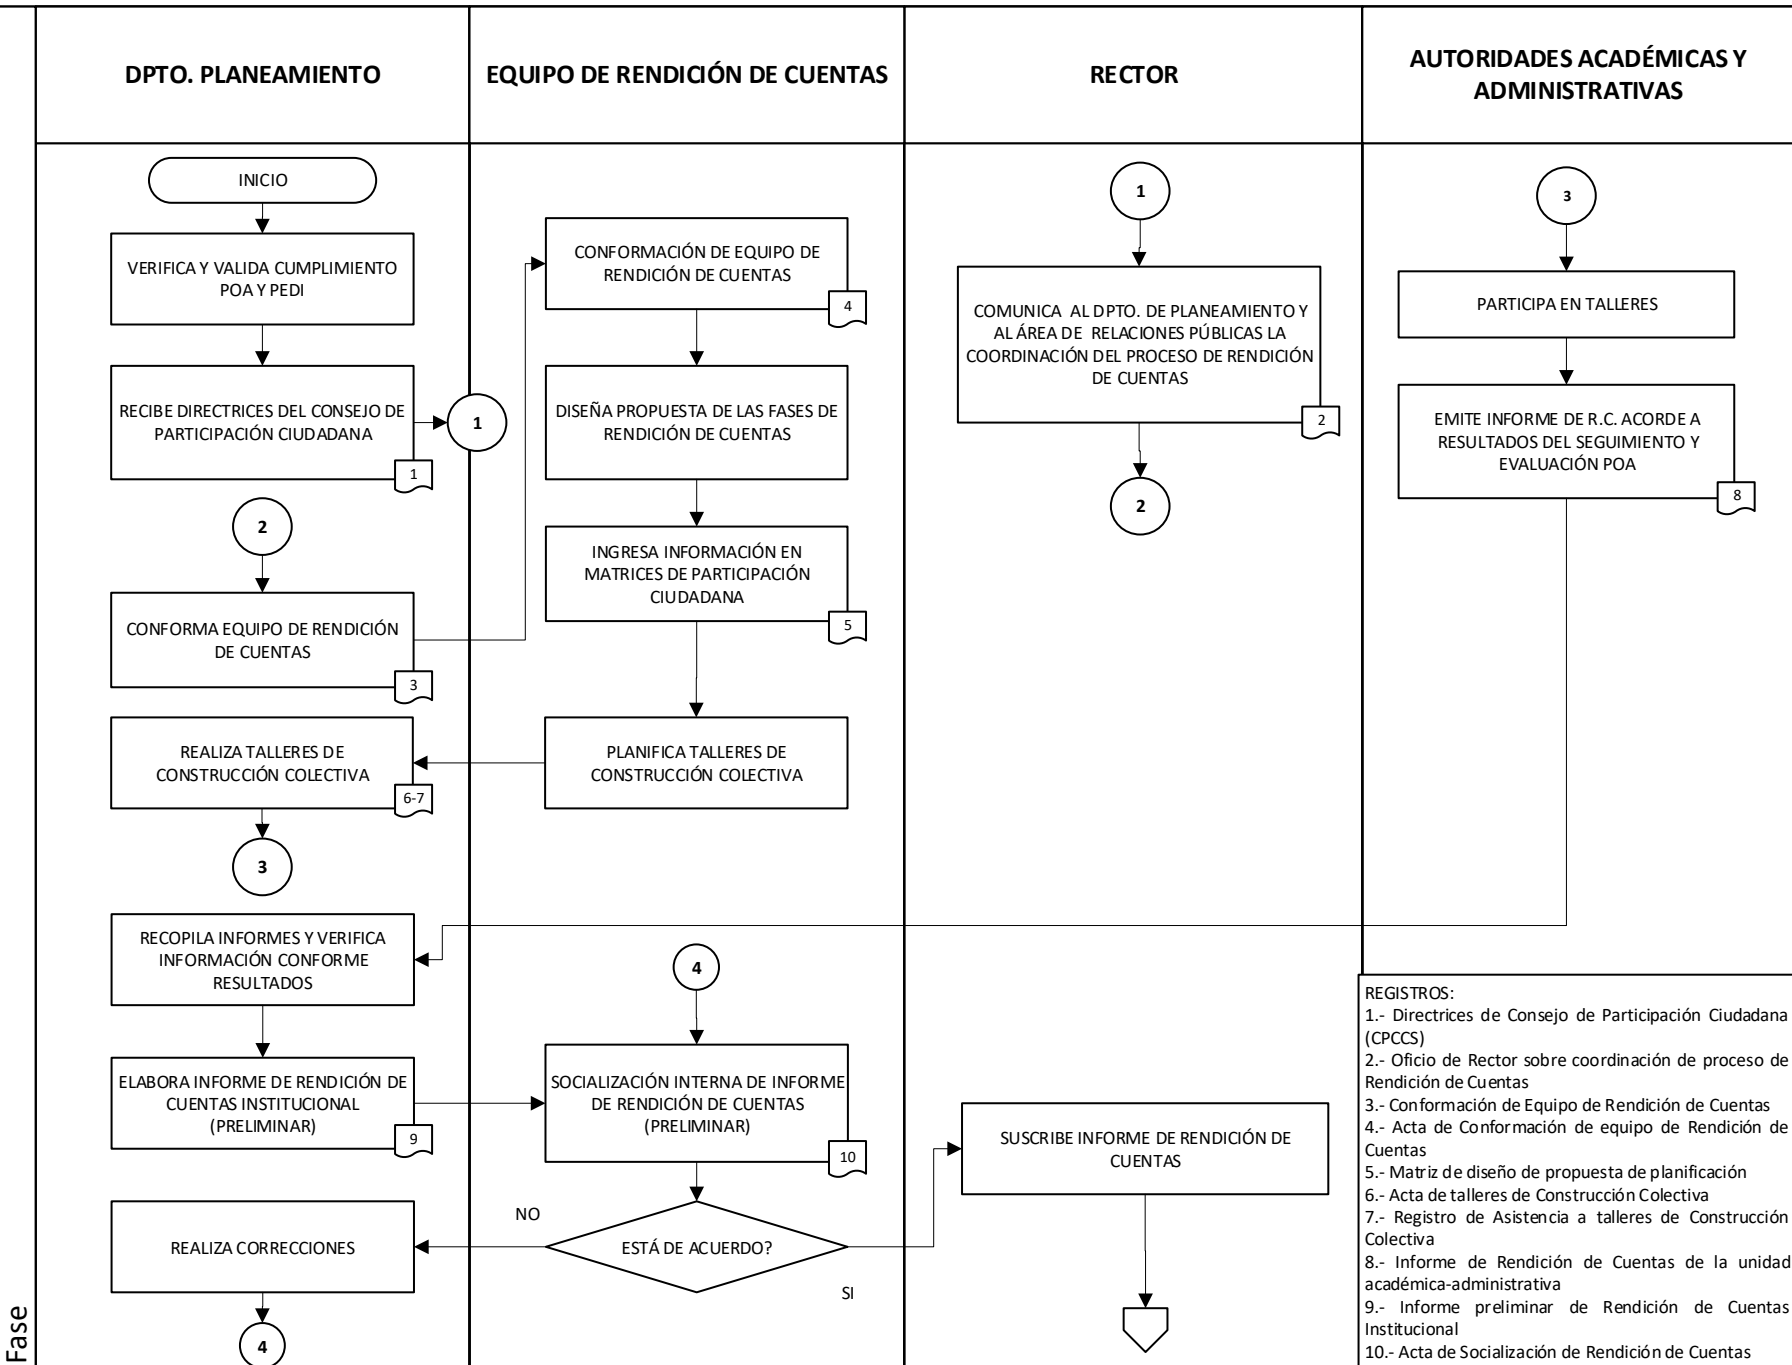 DPTO. PLANEAMIENTO
EQUIPO DE RENDICIÓN DE CUENTAS
RECTOR
AUTORIDADES ACADÉMICAS Y
ADMINISTRATIVAS
INICIO
VERIFICA Y VALIDA CUMPLIMIENTO
POA Y PEDI
RECIBE DIRECTRICES DEL CONSEJO DE
PARTICIPACIÓN CIUDADANA
1
1
2
CONFORMA EQUIPO DE RENDICIÓN
DE CUENTAS
3
REALIZA TALLERES DE
CONSTRUCCIÓN COLECTIVA
6-7
3
RECOPILA INFORMES Y VERIFICA
INFORMACIÓN CONFORME
RESULTADOS
ELABORA INFORME DE RENDICIÓN DE
CUENTAS INSTITUCIONAL
(PRELIMINAR)
9
REALIZA CORRECCIONES
4
CONFORMACIÓN DE EQUIPO DE
RENDICIÓN DE CUENTAS
4
DISEÑA PROPUESTA DE LAS FASES DE
RENDICIÓN DE CUENTAS
INGRESA INFORMACIÓN EN
MATRICES DE PARTICIPACIÓN
CIUDADANA
5
PLANIFICA TALLERES DE
CONSTRUCCIÓN COLECTIVA
4
SOCIALIZACIÓN INTERNA DE INFORME
DE RENDICIÓN DE CUENTAS
(PRELIMINAR)
10
NO
ESTÁ DE ACUERDO?
SI
1
COMUNICA AL DPTO. DE PLANEAMIENTO Y
AL ÁREA DE RELACIONES PÚBLICAS LA
COORDINACIÓN DEL PROCESO DE RENDICIÓN
DE CUENTAS
2
2
SUSCRIBE INFORME DE RENDICIÓN DE
CUENTAS
3
PARTICIPA EN TALLERES
EMITE INFORME DE R.C. ACORDE A
RESULTADOS DEL SEGUIMIENTO Y
EVALUACIÓN POA
8
REGISTROS:
1.- Directrices de Consejo de Participación Ciudadana
(CPCCS)
2.- Oficio de Rector sobre coordinación de proceso de
Rendición de Cuentas
3.- Conformación de Equipo de Rendición de Cuentas
4.- Acta de Conformación de equipo de Rendición de
Cuentas
5.- Matriz de diseño de propuesta de planificación
6.- Acta de talleres de Construcción Colectiva
7.- Registro de Asistencia a talleres de Construcción
Colectiva
8.- Informe de Rendición de Cuentas de la unidad
académica-administrativa
9.- Informe preliminar de Rendición de Cuentas
Institucional
10.- Acta de Socialización de Rendición de Cuentas
Fase